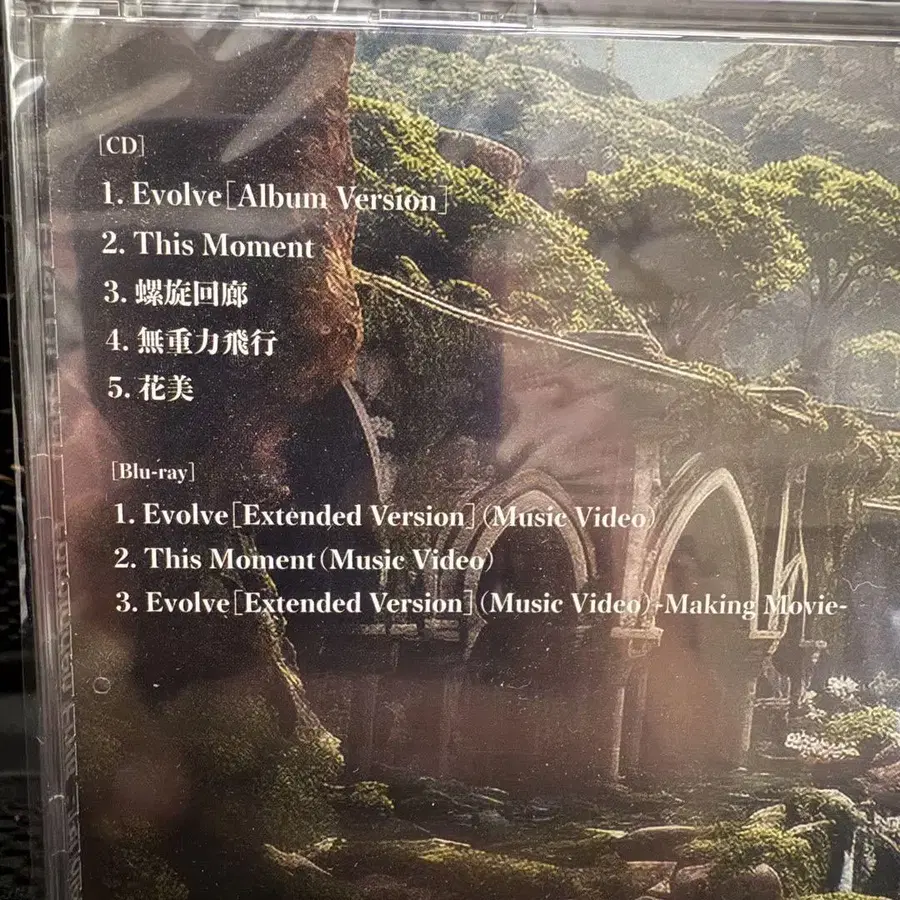 [CD]
1. Evolve[Album Version]
2. This Moment
3. 螺旋回廊
4. 無重力飛行
5. 花美
[Blu-ray]
1. Evolve[Extended Version](Music Video)
2. This Moment(Music Video)
3. Evolve[Extended Version](Music Video)-Making Movie-